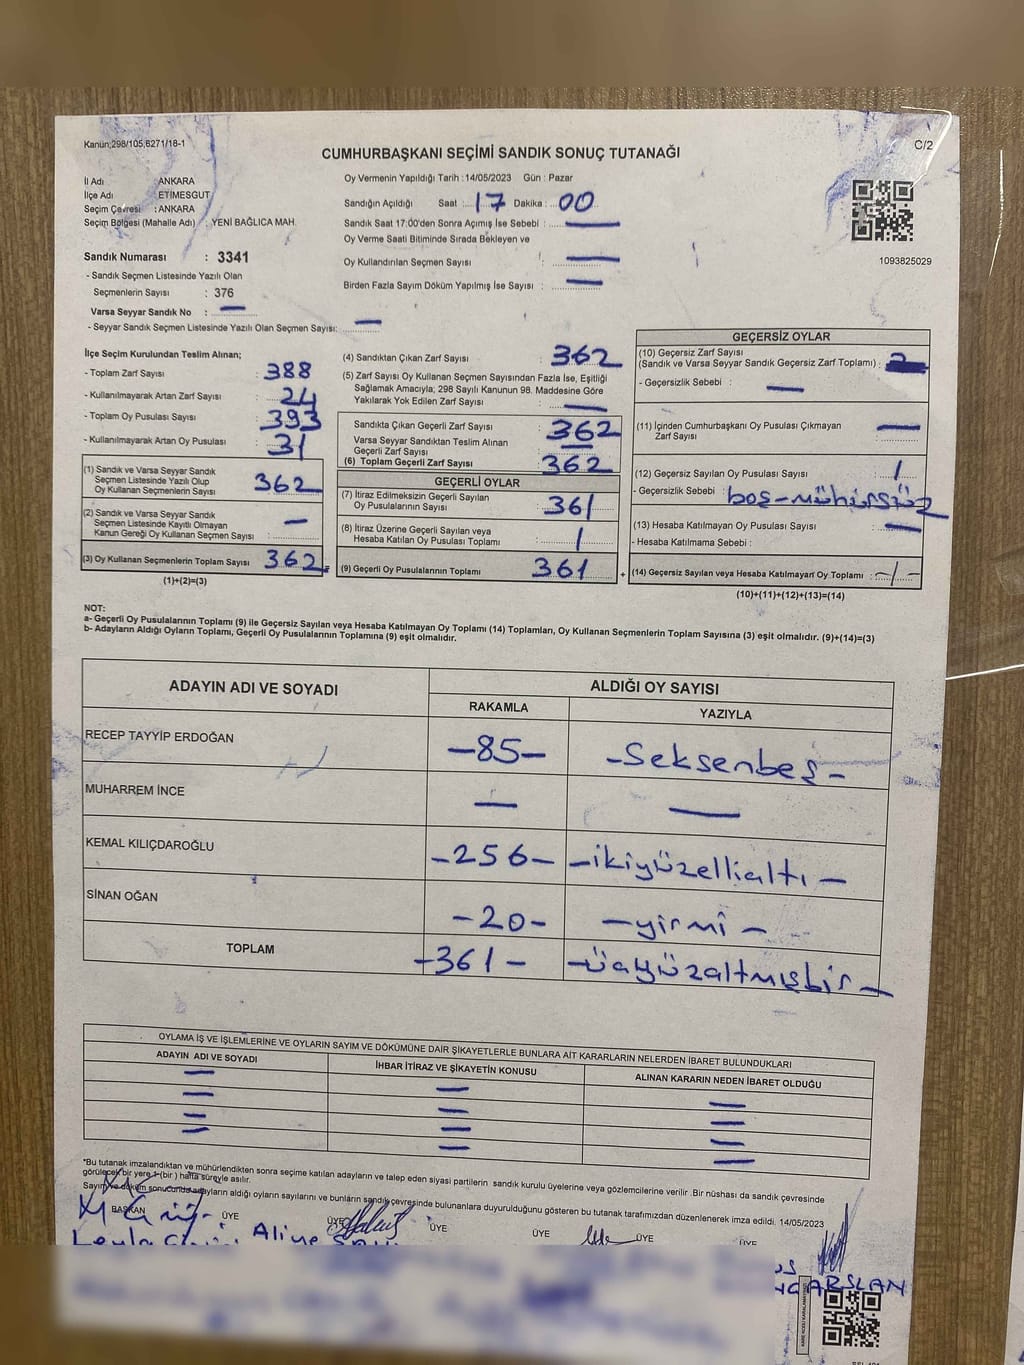 Kanun;298/105,6271/18-1
C/2
CUMHURBAŞKANI SEÇİMİ SANDIK SONUÇ TUTANAĞI
İl Adı : ANKARA
İlçe Adı : ETİMESGUT
Seçim Çevresi : ANKARA
Seçim Bölgesi (Mahalle Adı) : YENİ BAĞLICA MAH.
Sandık Numarası : 3341
- Sandık Seçmen Listesinde Yazılı Olan
Seçmenlerin Sayısı : 376
Varsa Seyyar Sandık No : —
- Seyyar Sandık Seçmen Listesinde Yazılı Olan Seçmen Sayısı: —
Oy Vermenin Yapıldığı Tarih : 14/05/2023 Gün : Pazar
Sandığın Açıldığı Saat : 17 Dakika : 00
Sandık Saat 17:00'den Sonra Açımış İse Sebebi : —
Oy Verme Saati Bitiminde Sırada Bekleyen ve
Oy Kullandırılan Seçmen Sayısı : —
Birden Fazla Sayım Döküm Yapılmış İse Sayısı : —
1093825029
İlçe Seçim Kurulundan Teslim Alınan;
- Toplam Zarf Sayısı : 388
- Kullanılmayarak Artan Zarf Sayısı : 24
- Toplam Oy Pusulası Sayısı : 393
- Kullanılmayarak Artan Oy Pusulası : 31
(1) Sandık ve Varsa Seyyar Sandık
Seçmen Listesinde Yazılı Olup
Oy Kullanan Seçmenlerin Sayısı : 362
(2) Sandık ve Varsa Seyyar Sandık
Seçmen Listesinde Kayıtlı Olmayan
Kanun Gereği Oy Kullanan Seçmen Sayısı : —
(3) Oy Kullanan Seçmenlerin Toplam Sayısı : 362 =
(1)+(2)=(3)
(4) Sandıktan Çıkan Zarf Sayısı : 362
(5) Zarf Sayısı Oy Kullanan Seçmen Sayısından Fazla İse, Eşitliği
Sağlamak Amacıyla; 298 Sayılı Kanunun 98. Maddesine Göre
Yakılarak Yok Edilen Zarf Sayısı : —
Sandıkta Çıkan Geçerli Zarf Sayısı : 362
Varsa Seyyar Sandıktan Teslim Alınan
Geçerli Zarf Sayısı : —
(6) Toplam Geçerli Zarf Sayısı : 362
GEÇERLİ OYLAR
(7) İtiraz Edilmeksizin Geçerli Sayılan
Oy Pusulalarının Sayısı : 361
(8) İtiraz Üzerine Geçerli Sayılan veya
Hesaba Katılan Oy Pusulası Toplamı : 1
(9) Geçerli Oy Pusulalarının Toplamı : 361 +
GEÇERSİZ OYLAR
(10) Geçersiz Zarf Sayısı
(Sandık ve Varsa Seyyar Sandık Geçersiz Zarf Toplamı) :
- Geçersizlik Sebebi : —
(11) İçinden Cumhurbaşkanı Oy Pusulası Çıkmayan
Zarf Sayısı : —
(12) Geçersiz Sayılan Oy Pusulası Sayısı : 1
- Geçersizlik Sebebi : boş-mühürsüz
(13) Hesaba Katılmayan Oy Pusulası Sayısı : —
- Hesaba Katılmama Sebebi :
(14) Geçersiz Sayılan veya Hesaba Katılmayan Oy Toplamı : -1-
(10)+(11)+(12)+(13)=(14)
NOT:
a- Geçerli Oy Pusulalarının Toplamı (9) ile Geçersiz Sayılan veya Hesaba Katılmayan Oy Toplamı (14) Toplamları, Oy Kullanan Seçmenlerin Toplam Sayısına (3) eşit olmalıdır. (9)+(14)=(3)
b- Adayların Aldığı Oyların Toplamı, Geçerli Oy Pusulalarının Toplamına (9) eşit olmalıdır.
ADAYIN ADI VE SOYADI
ALDIĞI OY SAYISI
RAKAMLA YAZIYLA
RECEP TAYYİP ERDOĞAN -85- -Seksenbeş-
MUHARREM İNCE — —
KEMAL KILIÇDAROĞLU -256- -ikiyüzellialtı-
SİNAN OĞAN -20- -yirmi-
TOPLAM -361- -üçyüzaltmışbir-
OYLAMA İŞ VE İŞLEMLERİNE VE OYLARIN SAYIM VE DÖKÜMÜNE DAİR ŞİKAYETLERLE BUNLARA AİT KARARLARIN NELERDEN İBARET BULUNDUKLARI
ADAYIN ADI VE SOYADI İHBAR İTİRAZ VE ŞİKAYETİN KONUSU ALINAN KARARIN NEDEN İBARET OLDUĞU
— — —
— — —
— — —
— — —
*Bu tutanak imzalandıktan ve mühürlendikten sonra seçime katılan adayların ve talep eden siyasi partilerin sandık kurulu üyelerine veya gözlemcilerine verilir. Bir nüshası da sandık çevresinde
görülecek bir yere 1 (bir) hafta süreyle asılır.
Sayım ve döküm sonucunda adayların aldığı oyların sayılarını ve bunların sandık çevresinde bulunanlara duyurulduğunu gösteren bu tutanak tarafımızdan düzenlenerek imza edildi. 14/05/2023
BAŞKAN ÜYE ÜYE ÜYE ÜYE ÜYE ÜYE
Leyla Aliye
ARSLAN